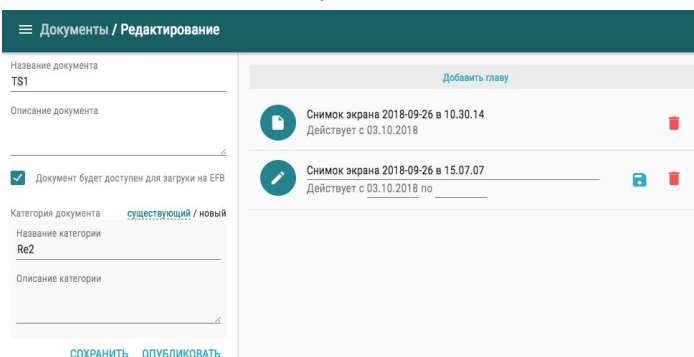 Документы / Редактирование
Название документа
TS1
Описание документа
Документ будет доступен для загруки на EFB
Категория документа существующий / новый
Название категории
Re2
Описание категории
СОХРАНИТЬ ОПУБЛИКОВАТЬ
Добавить главу
Снимок экрана 2018-09-26 в 10.30.14
Действует с 03.10.2018
Снимок экрана 2018-09-26 в 15.07.07
Действует с 03.10.2018 по